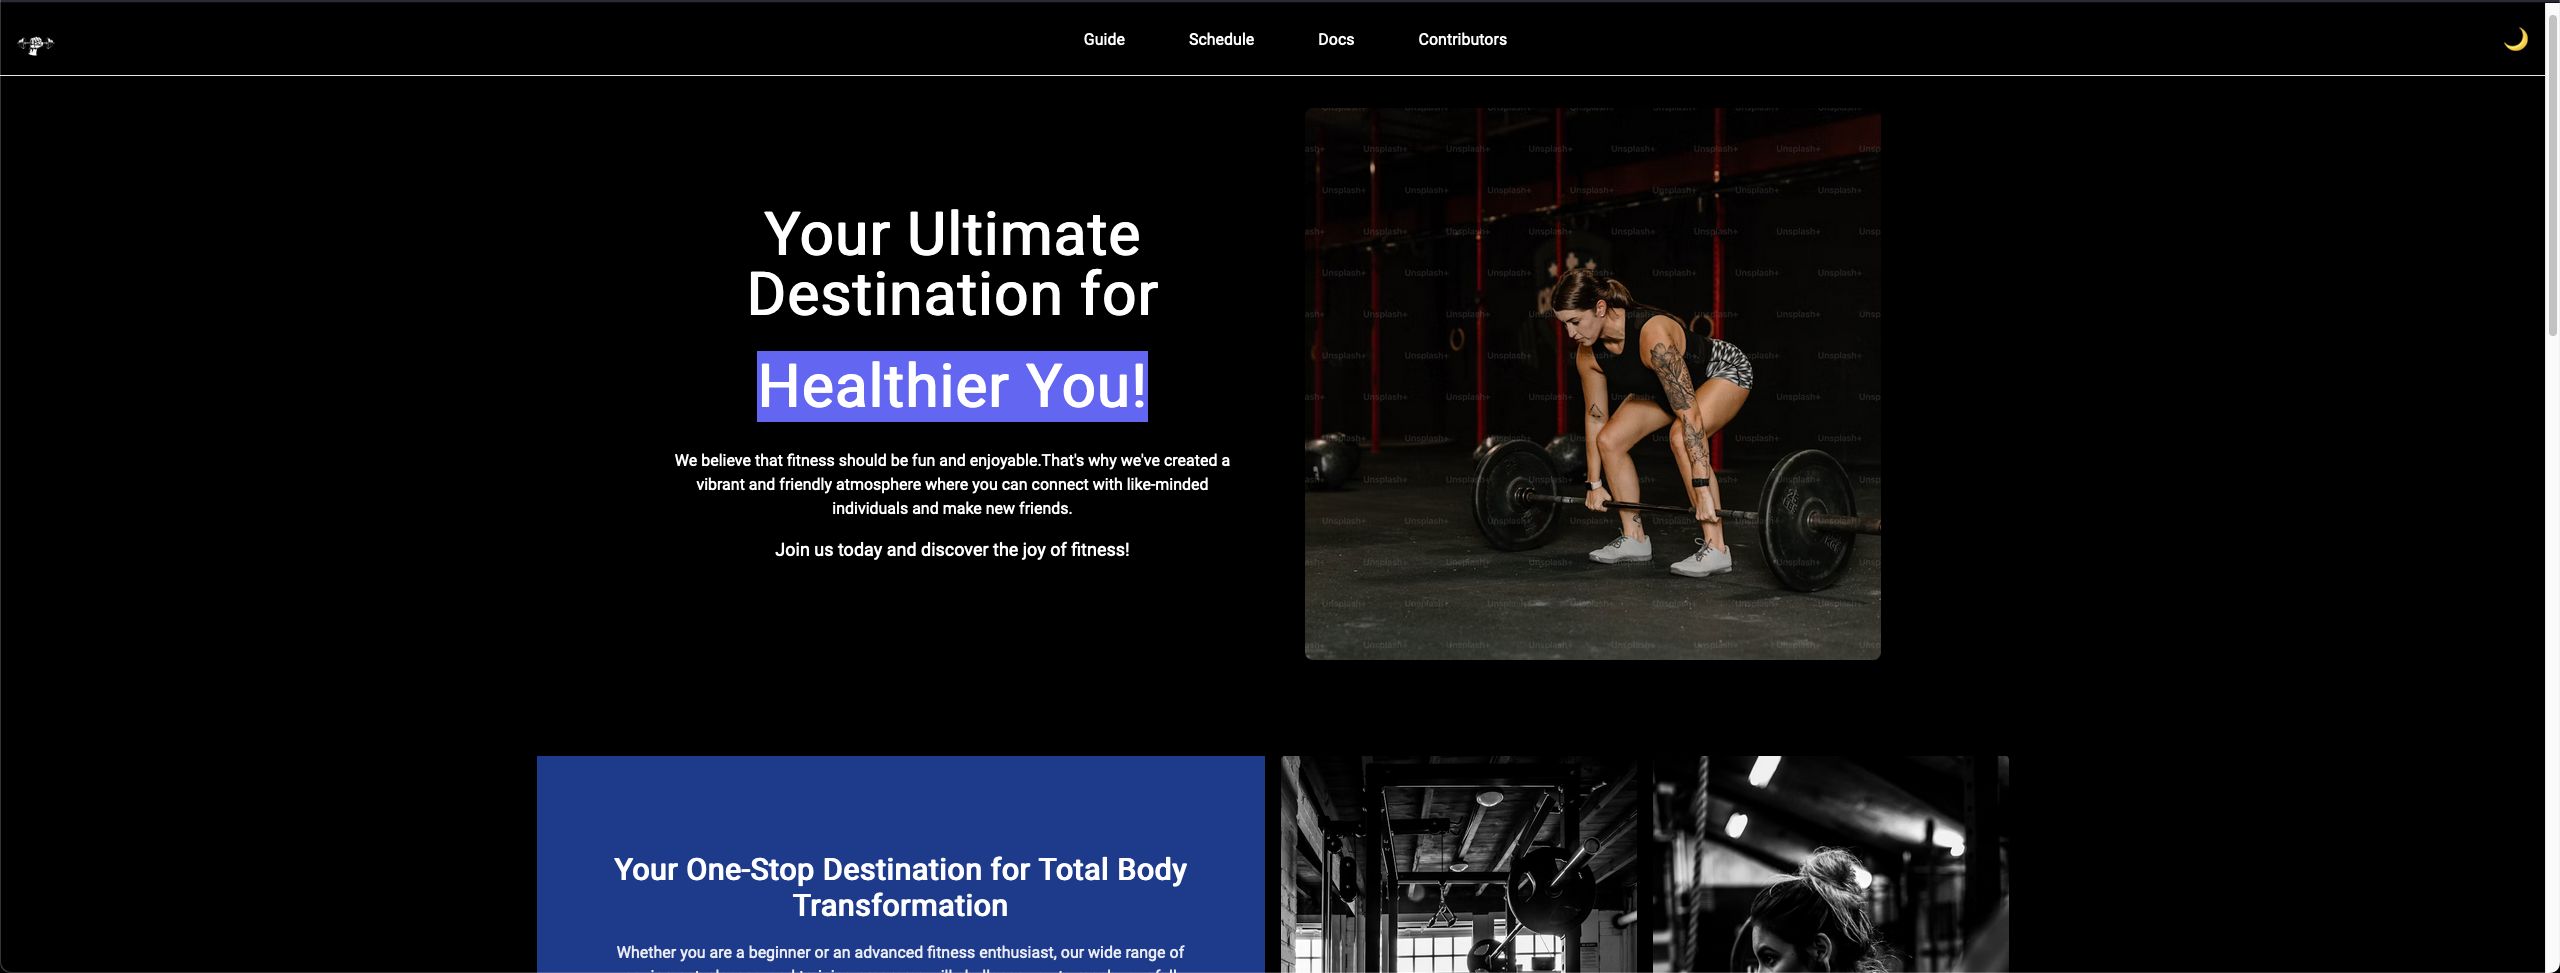 Guide Schedule Docs Contributors
Your Ultimate
Destination for
Healthier You!
We believe that fitness should be fun and enjoyable.That's why we've created a
vibrant and friendly atmosphere where you can connect with like-minded
individuals and make new friends.
Join us today and discover the joy of fitness!
Unsplash+
Your One-Stop Destination for Total Body
Transformation
Whether you are a beginner or an advanced fitness enthusiast, our wide range of